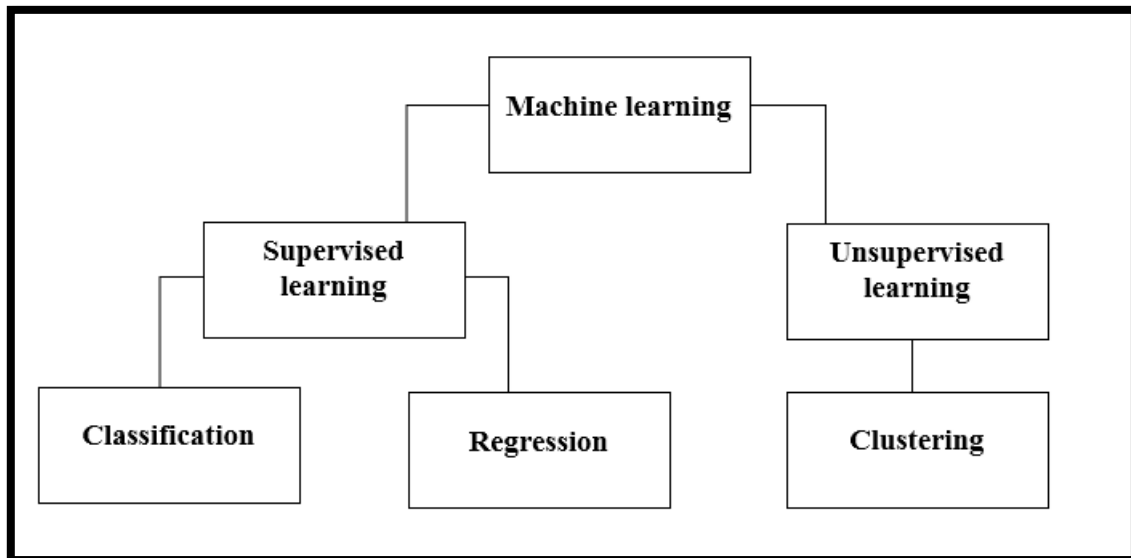 Machine learning
Supervised
learning
Unsupervised
learning
Classification
Regression
Clustering